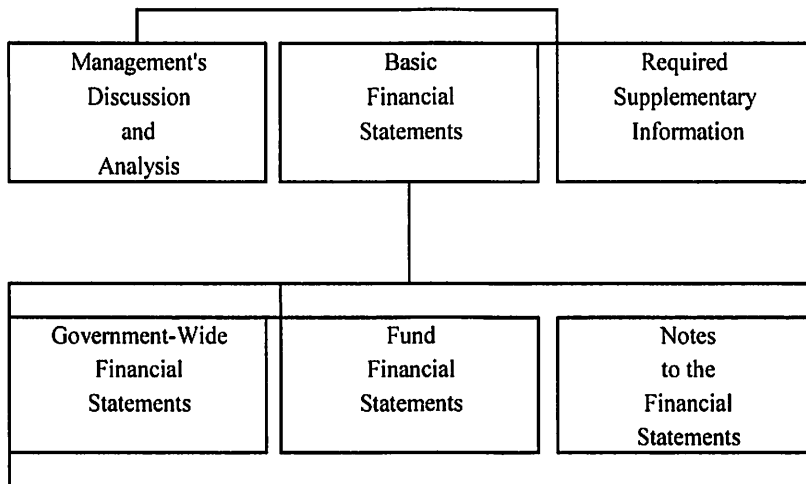 Management's
Discussion
and
Analysis
Basic
Financial
Statements
Required
Supplementary
Information
Government-Wide
Financial
Statements
Fund
Financial
Statements
Notes
to the
Financial
Statements